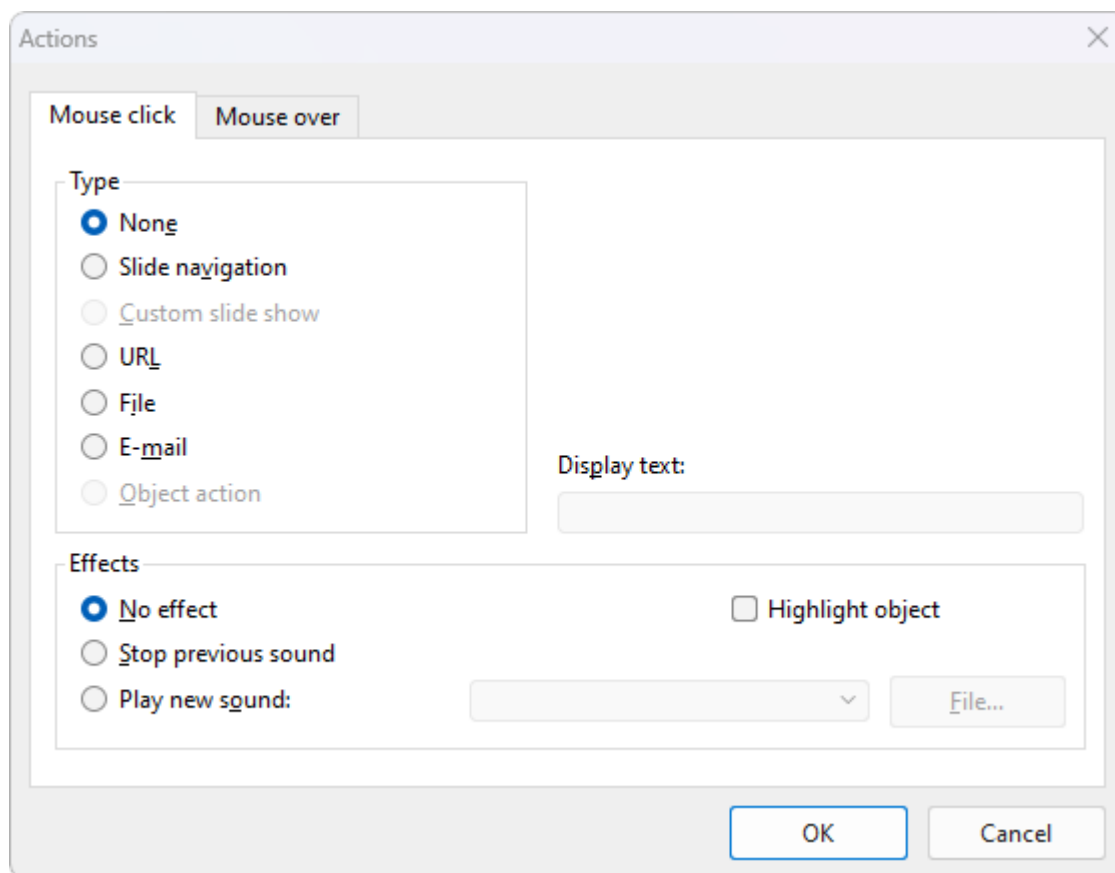 Actions
Mouse click Mouse over
Type
None
Slide navigation
Custom slide show
URL
File
E-mail
Object action
Display text:
Effects
No effect Highlight object
Stop previous sound
Play new sound: File...
OK Cancel